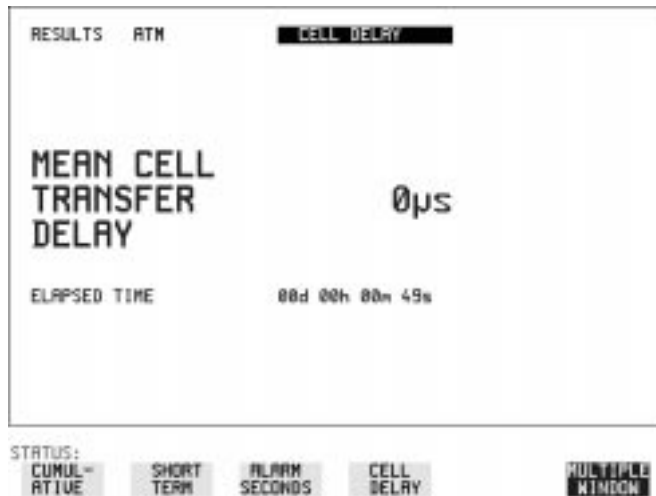 RESULTS ATM CELL DELAY
MEAN CELL
TRANSFER
DELAY
0µs
ELAPSED TIME 00d 00h 00m 49s
STATUS:
CUMUL-
ATIVE
SHORT
TERM
ALARM
SECONDS
CELL
DELAY
MULTIPLE
WINDOW